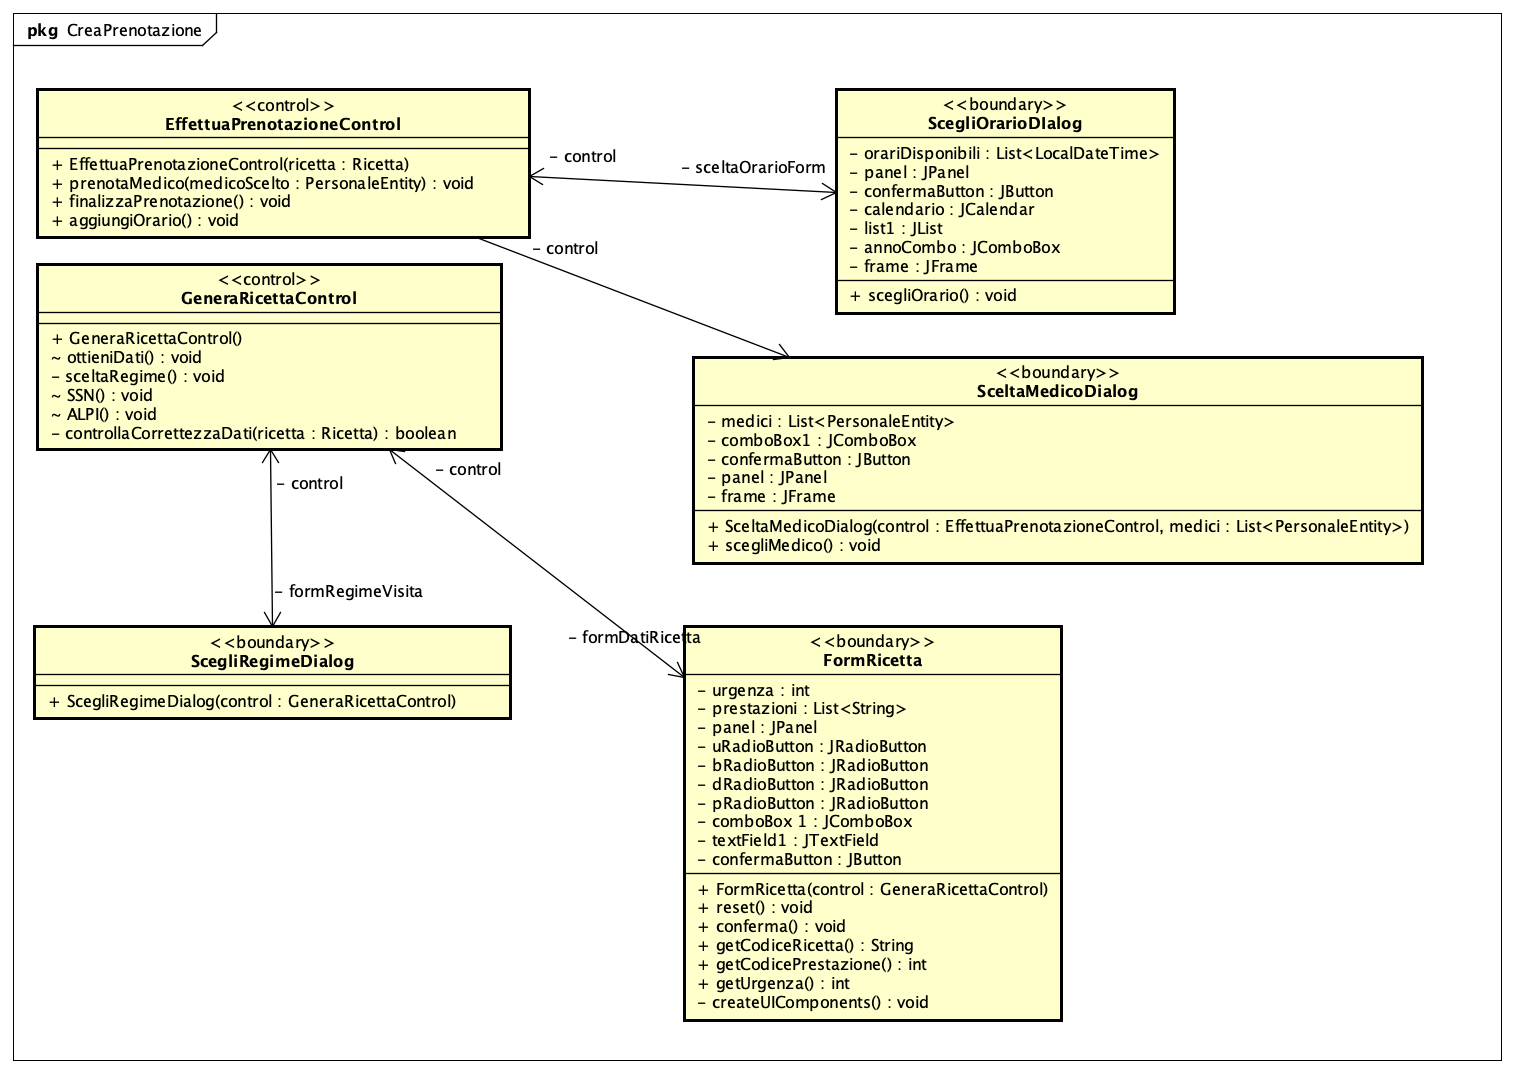 pkg CreaPrenotazione
<<control>>
EffettuaPrenotazioneControl
+ EffettuaPrenotazioneControl(ricetta : Ricetta)
+ prenotaMedico(medicoScelto : PersonaleEntity) : void
+ finalizzaPrenotazione() : void
+ aggiungiOrario() : void
- control
- sceltaOrarioForm
<<boundary>>
ScegliOrarioDIalog
- orariDisponibili : List<LocalDateTime>
- panel : JPanel
- confermaButton : JButton
- calendario : JCalendar
- list1 : JList
- annoCombo : JComboBox
- frame : JFrame
+ scegliOrario() : void
- control
<<control>>
GeneraRicettaControl
+ GeneraRicettaControl()
~ ottieniDati() : void
- sceltaRegime() : void
~ SSN() : void
~ ALPI() : void
- controllaCorrettezzaDati(ricetta : Ricetta) : boolean
<<boundary>>
SceltaMedicoDialog
- medici : List<PersonaleEntity>
- comboBox1 : JComboBox
- confermaButton : JButton
- panel : JPanel
- frame : JFrame
+ SceltaMedicoDialog(control : EffettuaPrenotazioneControl, medici : List<PersonaleEntity>)
+ scegliMedico() : void
- control
- control
- formRegimeVisita
- formDatiRicetta
<<boundary>>
ScegliRegimeDialog
+ ScegliRegimeDialog(control : GeneraRicettaControl)
<<boundary>>
FormRicetta
- urgenza : int
- prestazioni : List<String>
- panel : JPanel
- uRadioButton : JRadioButton
- bRadioButton : JRadioButton
- dRadioButton : JRadioButton
- pRadioButton : JRadioButton
- comboBox 1 : JComboBox
- textField1 : JTextField
- confermaButton : JButton
+ FormRicetta(control : GeneraRicettaControl)
+ reset() : void
+ conferma() : void
+ getCodiceRicetta() : String
+ getCodicePrestazione() : int
+ getUrgenza() : int
- createUIComponents() : void